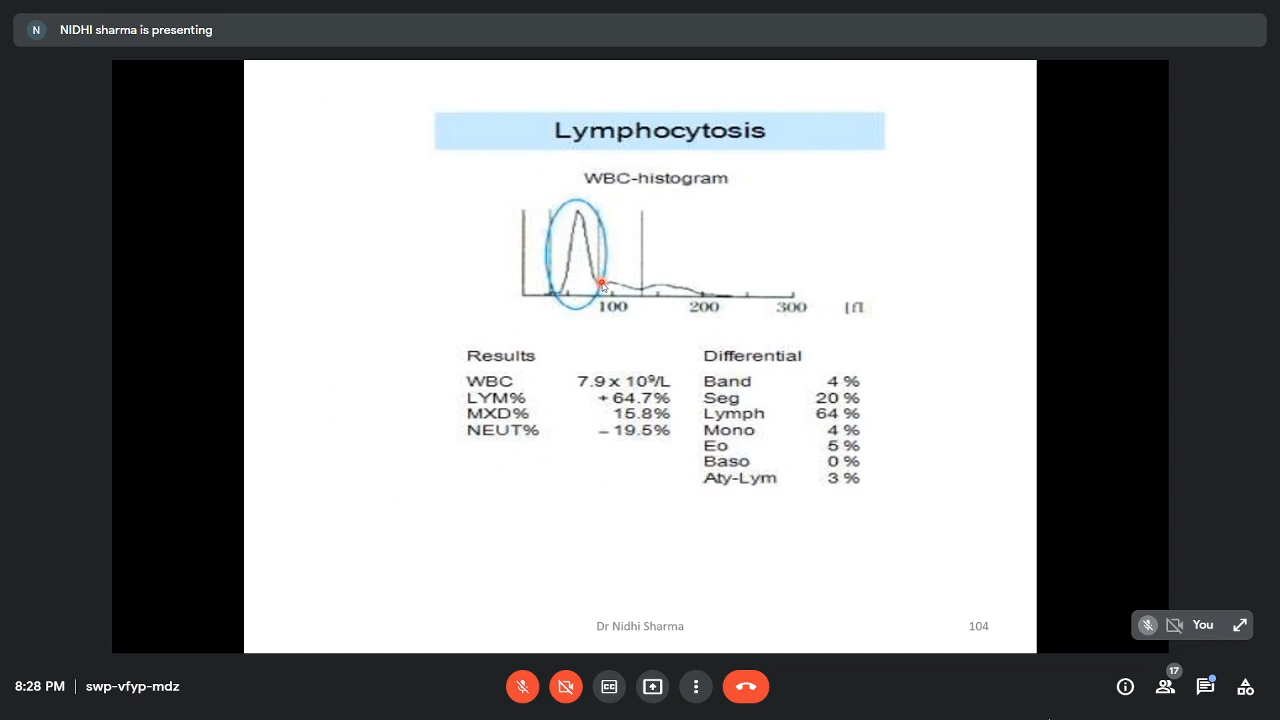 N NIDHI sharma is presenting
Lymphocytosis
WBC-histogram
100 200 300 [fl
Results Differential
WBC 7.9 x 10⁹/L Band 4 %
LYM% + 64.7% Seg 20 %
MXD% 15.8% Lymph 64 %
NEUT% – 19.5% Mono 4 %
Eo 5 %
Baso 0 %
Aty-Lym 3 %
Dr Nidhi Sharma 104
You
8:28 PM | swp-vfyp-mdz
CC
17